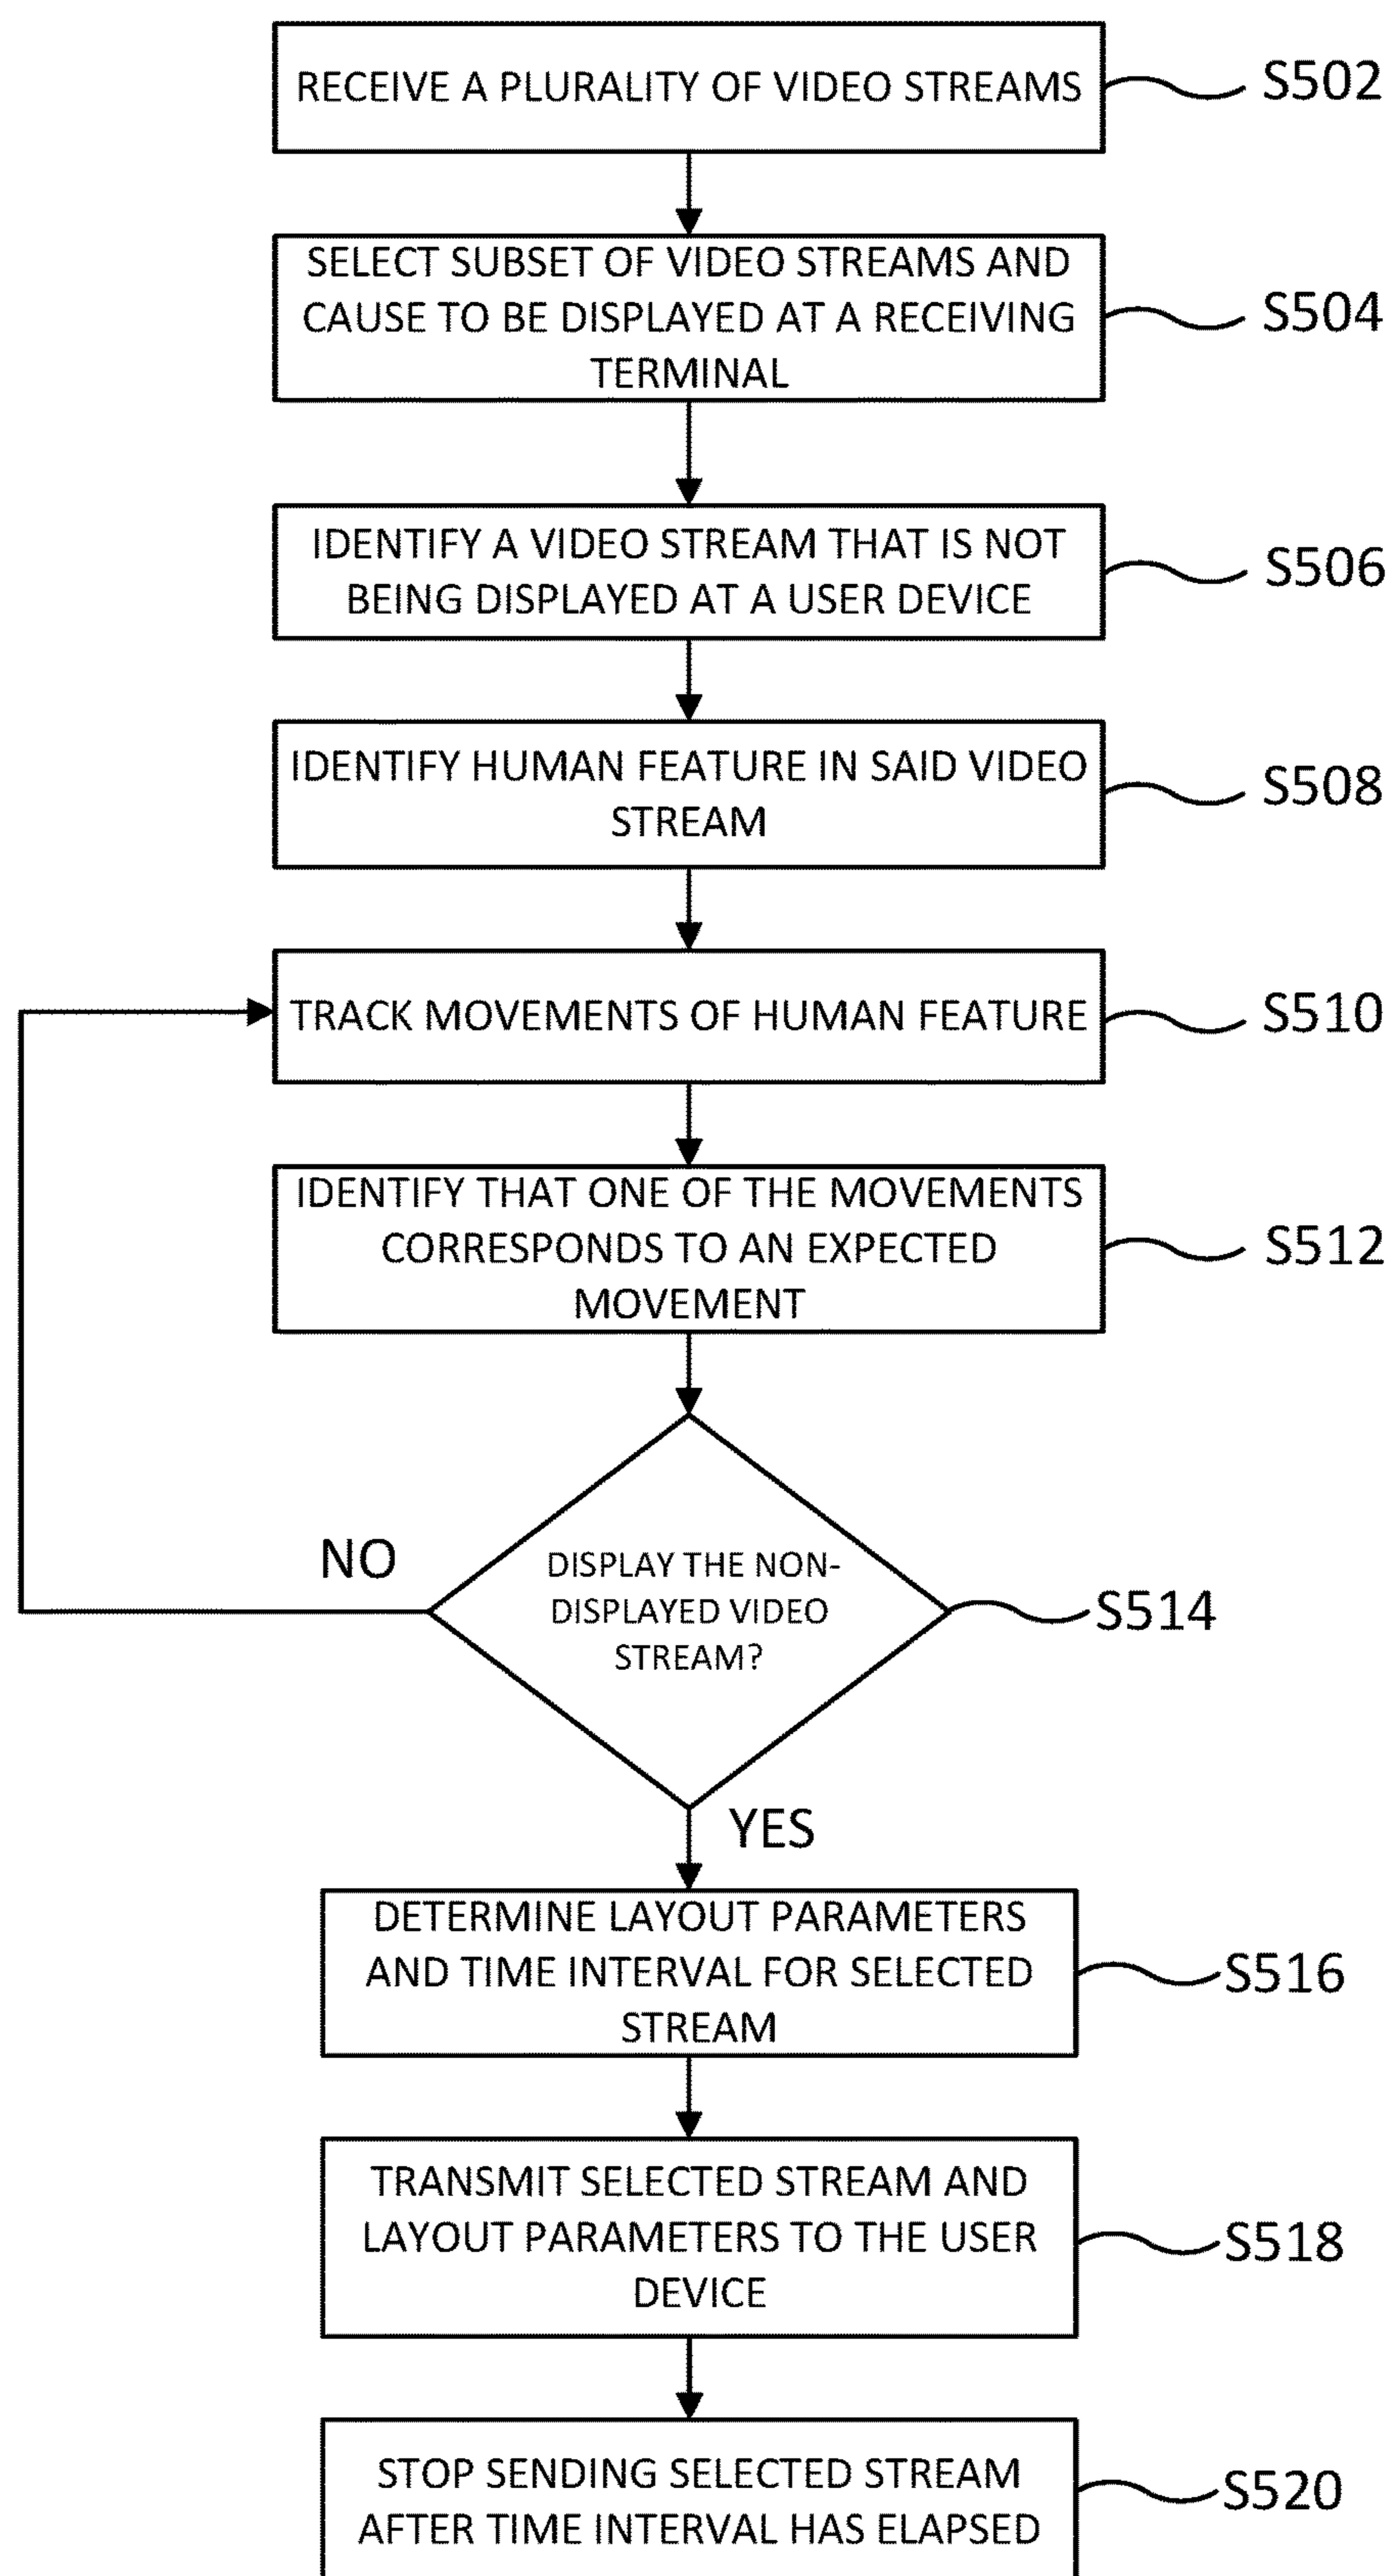 RECEIVE A PLURALITY OF VIDEO STREAMS
S502
SELECT SUBSET OF VIDEO STREAMS AND
CAUSE TO BE DISPLAYED AT A RECEIVING
TERMINAL
S504
IDENTIFY A VIDEO STREAM THAT IS NOT
BEING DISPLAYED AT A USER DEVICE
S506
IDENTIFY HUMAN FEATURE IN SAID VIDEO
STREAM
S508
TRACK MOVEMENTS OF HUMAN FEATURE
S510
IDENTIFY THAT ONE OF THE MOVEMENTS
CORRESPONDS TO AN EXPECTED
MOVEMENT
S512
NO
DISPLAY THE NON-
DISPLAYED VIDEO
STREAM?
S514
YES
DETERMINE LAYOUT PARAMETERS
AND TIME INTERVAL FOR SELECTED
STREAM
S516
TRANSMIT SELECTED STREAM AND
LAYOUT PARAMETERS TO THE USER
DEVICE
S518
STOP SENDING SELECTED STREAM
AFTER TIME INTERVAL HAS ELAPSED
S520